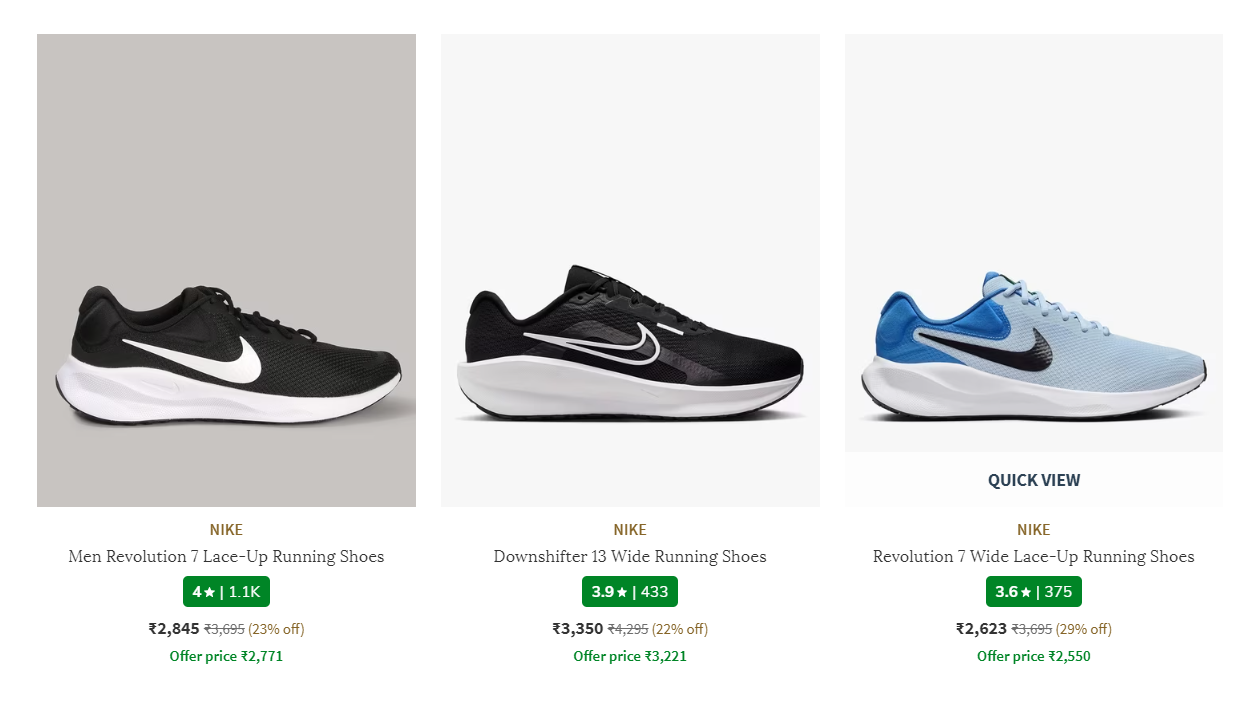 QUICK VIEW
NIKE
Men Revolution 7 Lace-Up Running Shoes
4 ★ | 1.1K
₹2,845 ₹3,695 (23% off)
Offer price ₹2,771
NIKE
Downshifter 13 Wide Running Shoes
3.9 ★ | 433
₹3,350 ₹4,295 (22% off)
Offer price ₹3,221
NIKE
Revolution 7 Wide Lace-Up Running Shoes
3.6 ★ | 375
₹2,623 ₹3,695 (29% off)
Offer price ₹2,550